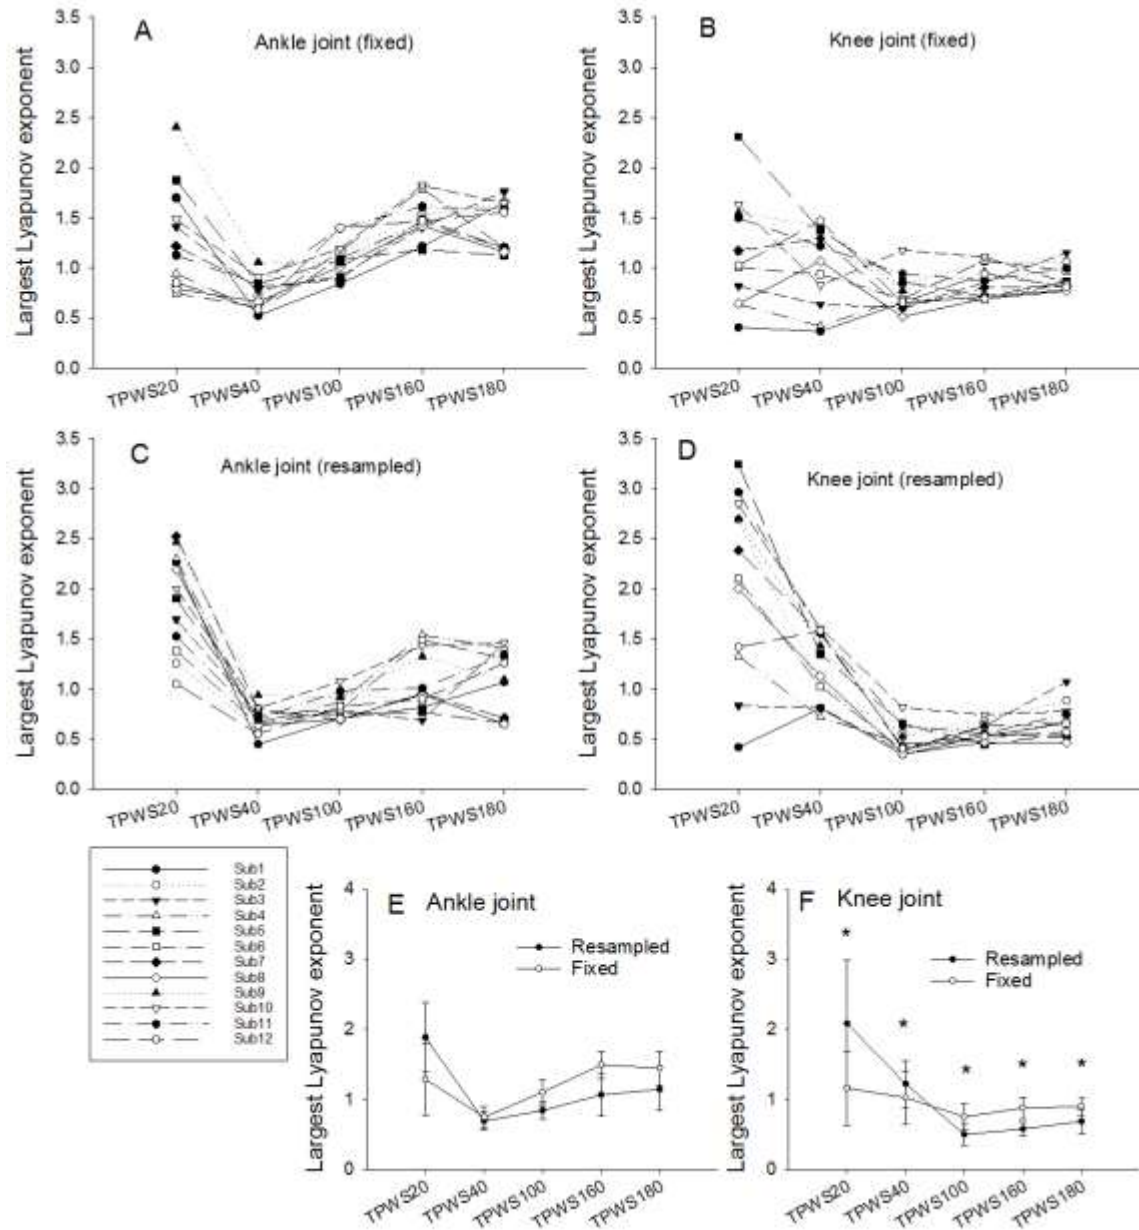 A
Ankle joint (fixed)
Largest Lyapunov exponent
3.5
3.0
2.5
2.0
1.5
1.0
0.5
0.0
TPWS20
TPWS40
TPWS100
TPWS160
TPWS180
B
Knee joint (fixed)
Largest Lyapunov exponent
3.5
3.0
2.5
2.0
1.5
1.0
0.5
0.0
TPWS20
TPWS40
TPWS100
TPWS160
TPWS180
C
Ankle joint (resampled)
Largest Lyapunov exponent
3.5
3.0
2.5
2.0
1.5
1.0
0.5
0.0
TPWS20
TPWS40
TPWS100
TPWS160
TPWS180
D
Knee joint (resampled)
Largest Lyapunov exponent
3.5
3.0
2.5
2.0
1.5
1.0
0.5
0.0
TPWS20
TPWS40
TPWS100
TPWS160
TPWS180
Sub1
Sub2
Sub3
Sub4
Sub5
Sub6
Sub7
Sub8
Sub9
Sub10
Sub11
Sub12
E Ankle joint
Largest Lyapunov exponent
4
3
2
1
0
Resampled
Fixed
TPWS20
TPWS40
TPWS100
TPWS160
TPWS180
F Knee joint
Largest Lyapunov exponent
4
3
2
1
0
Resampled
Fixed
* * * * *
TPWS20
TPWS40
TPWS100
TPWS160
TPWS180